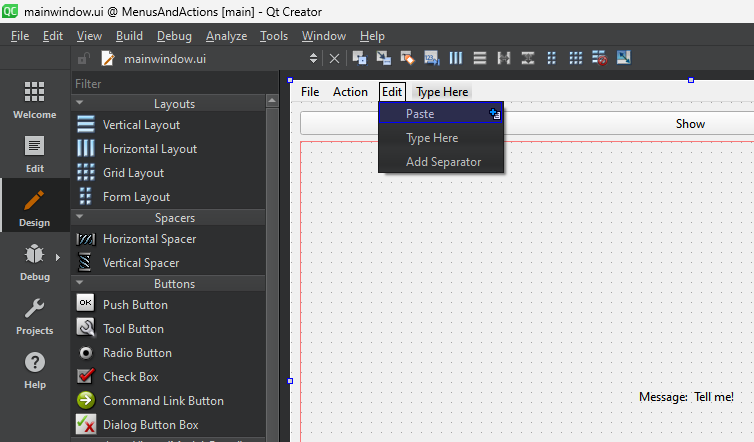 QC mainwindow.ui @ MenusAndActions [main] - Qt Creator
File Edit View Build Debug Analyze Tools Window Help
mainwindow.ui
Filter
Layouts
Vertical Layout
Horizontal Layout
Grid Layout
Form Layout
Spacers
Horizontal Spacer
Vertical Spacer
Buttons
Push Button
OK
Tool Button
Radio Button
Check Box
Command Link Button
Dialog Button Box
Welcome
Edit
Design
Debug
Projects
Help
File Action Edit Type Here
Paste
Type Here
Add Separator
Show
Message: Tell me!